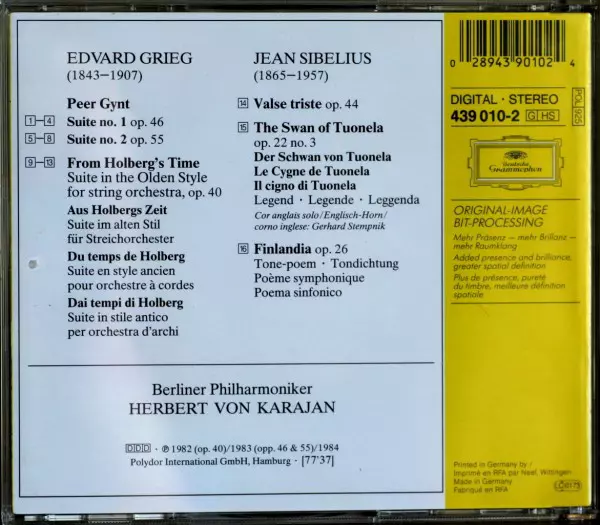 EDVARD GRIEG
(1843–1907)
Peer Gynt
1–4 Suite no. 1 op. 46
5–8 Suite no. 2 op. 55
9–13 From Holberg's Time
Suite in the Olden Style
for string orchestra, op. 40
Aus Holbergs Zeit
Suite im alten Stil
für Streichorchester
Du temps de Holberg
Suite en style ancien
pour orchestre à cordes
Dai tempi di Holberg
Suite in stile antico
per orchestra d'archi
JEAN SIBELIUS
(1865–1957)
14 Valse triste op. 44
15 The Swan of Tuonela
op. 22 no. 3
Der Schwan von Tuonela
Le Cygne de Tuonela
Il cigno di Tuonela
Legend · Legende · Leggenda
Cor anglais solo/Englisch-Horn/
corno inglese: Gerhard Stempnik
16 Finlandia op. 26
Tone-poem · Tondichtung
Poème symphonique
Poema sinfonico
Berliner Philharmoniker
HERBERT VON KARAJAN
DDD · ℗ 1982 (op. 40)/1983 (opp. 46 & 55)/1984
Polydor International GmbH, Hamburg · [77'37]
0 28943 90102 4
DIGITAL · STEREO
439 010-2 G HS
POL 925
Deutsche
Grammophon
ORIGINAL-IMAGE
BIT-PROCESSING
Mehr Präsenz – mehr Brillanz –
mehr Raumklang
Added presence and brilliance,
greater spatial definition
Plus de présence, pureté
du timbre, meilleure définition
spatiale
Printed in Germany by /
Imprimé en RFA par Neef, Wittingen
Made in Germany
Fabriqué en RFA
LC 0173